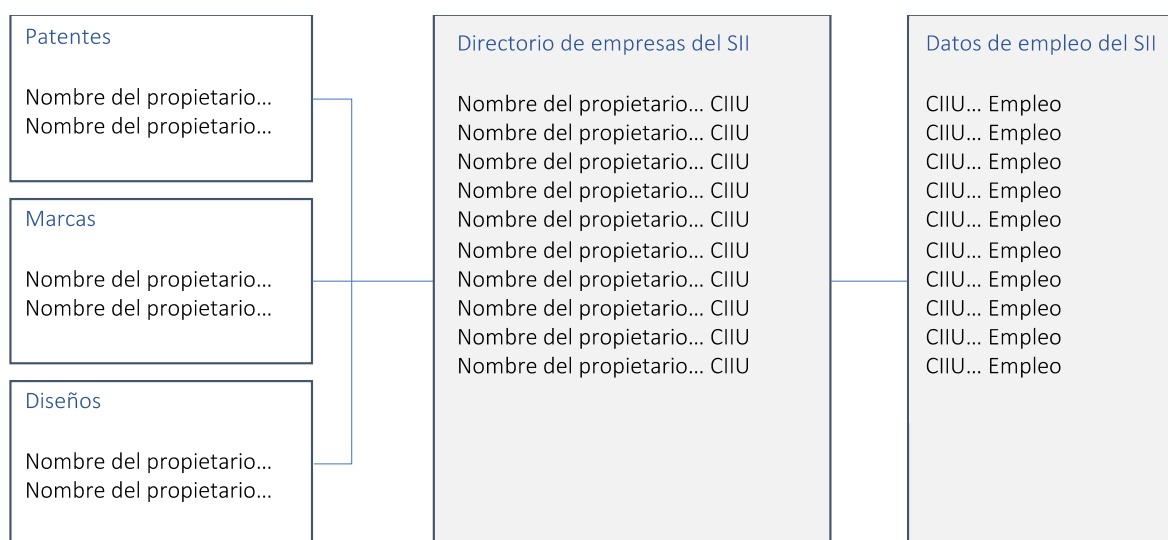 Patentes
Nombre del propietario...
Nombre del propietario...
Marcas
Nombre del propietario...
Nombre del propietario...
Diseños
Nombre del propietario...
Nombre del propietario...
Directorio de empresas del SII
Nombre del propietario... CIIU
Nombre del propietario... CIIU
Nombre del propietario... CIIU
Nombre del propietario... CIIU
Nombre del propietario... CIIU
Nombre del propietario... CIIU
Nombre del propietario... CIIU
Nombre del propietario... CIIU
Nombre del propietario... CIIU
Nombre del propietario... CIIU
Datos de empleo del SII
CIIU... Empleo
CIIU... Empleo
CIIU... Empleo
CIIU... Empleo
CIIU... Empleo
CIIU... Empleo
CIIU... Empleo
CIIU... Empleo
CIIU... Empleo
CIIU... Empleo